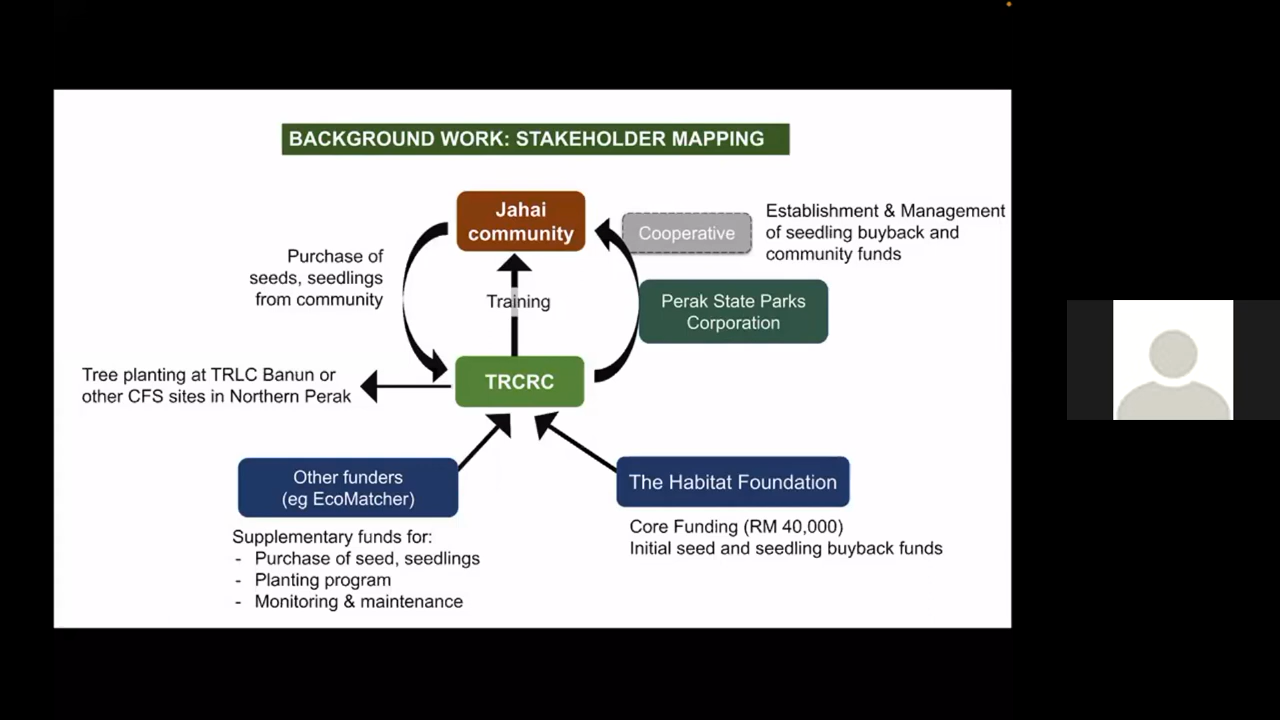 BACKGROUND WORK: STAKEHOLDER MAPPING
Jahai
community
Cooperative
Establishment & Management
of seedling buyback and
community funds
Purchase of
seeds, seedlings
from community
Training
Perak State Parks
Corporation
Tree planting at TRLC Banun or
other CFS sites in Northern Perak
TRCRC
Other funders
(eg EcoMatcher)
The Habitat Foundation
Supplementary funds for:
- Purchase of seed, seedlings
- Planting program
- Monitoring & maintenance
Core Funding (RM 40,000)
Initial seed and seedling buyback funds